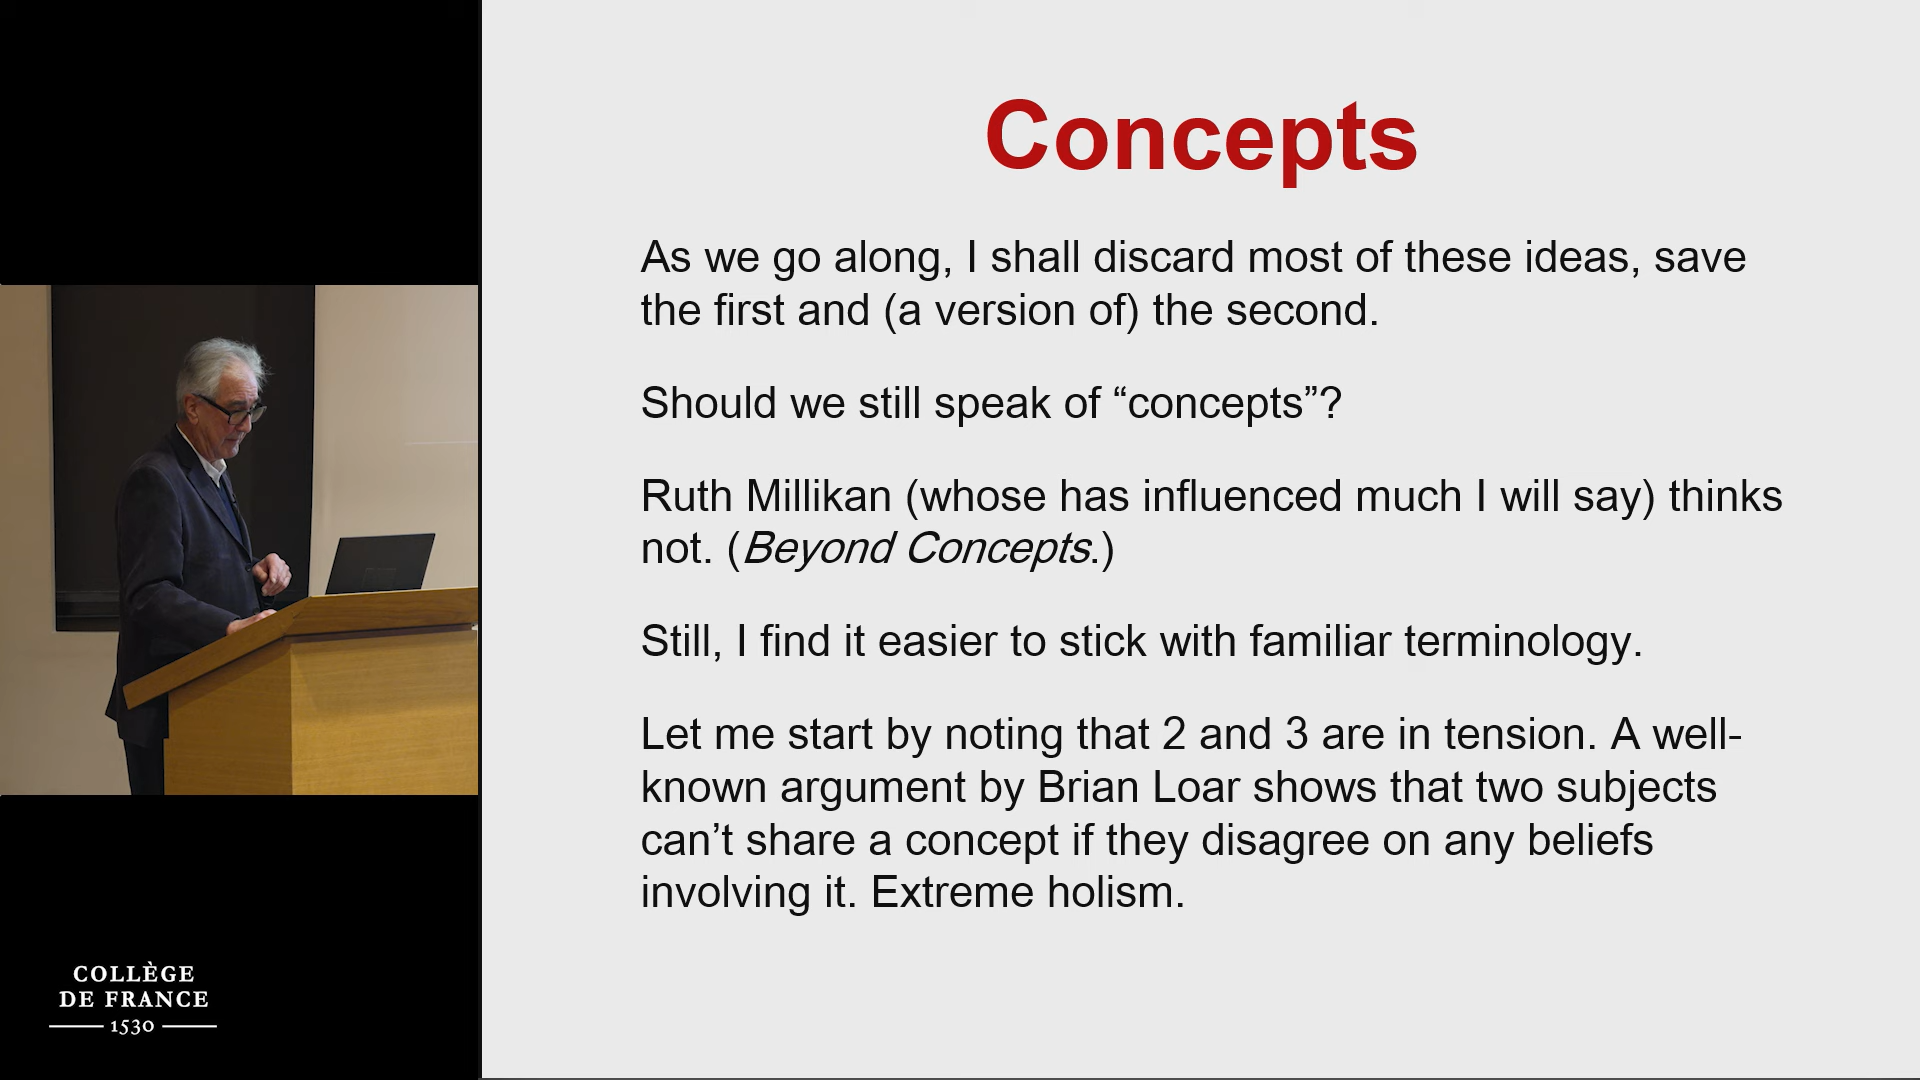 Concepts
As we go along, I shall discard most of these ideas, save
the first and (a version of) the second.
Should we still speak of “concepts”?
Ruth Millikan (whose has influenced much I will say) thinks
not. (Beyond Concepts.)
Still, I find it easier to stick with familiar terminology.
Let me start by noting that 2 and 3 are in tension. A well-
known argument by Brian Loar shows that two subjects
can’t share a concept if they disagree on any beliefs
involving it. Extreme holism.
COLLÈGE
DE FRANCE
1530